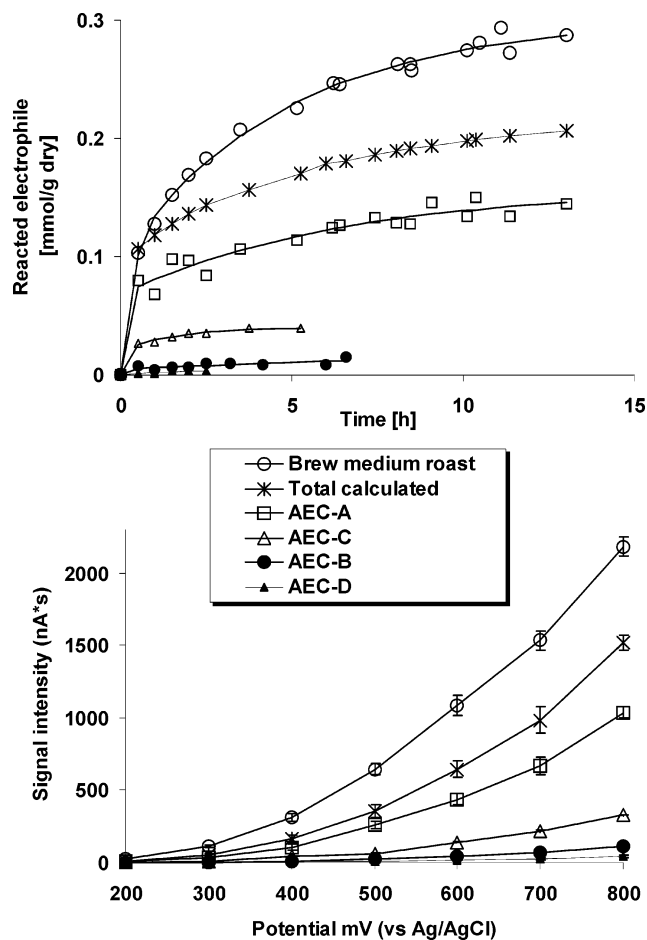 0.3
0.2
0.1
0
Reacted electrophile
[mmol/g dry]
0 5 10 15
Time [h]
Brew medium roast
Total calculated
AEC-A
AEC-C
AEC-B
AEC-D
2000
1500
1000
500
0
Signal intensity (nA*s)
200 300 400 500 600 700 800
Potential mV (vs Ag/AgCl)